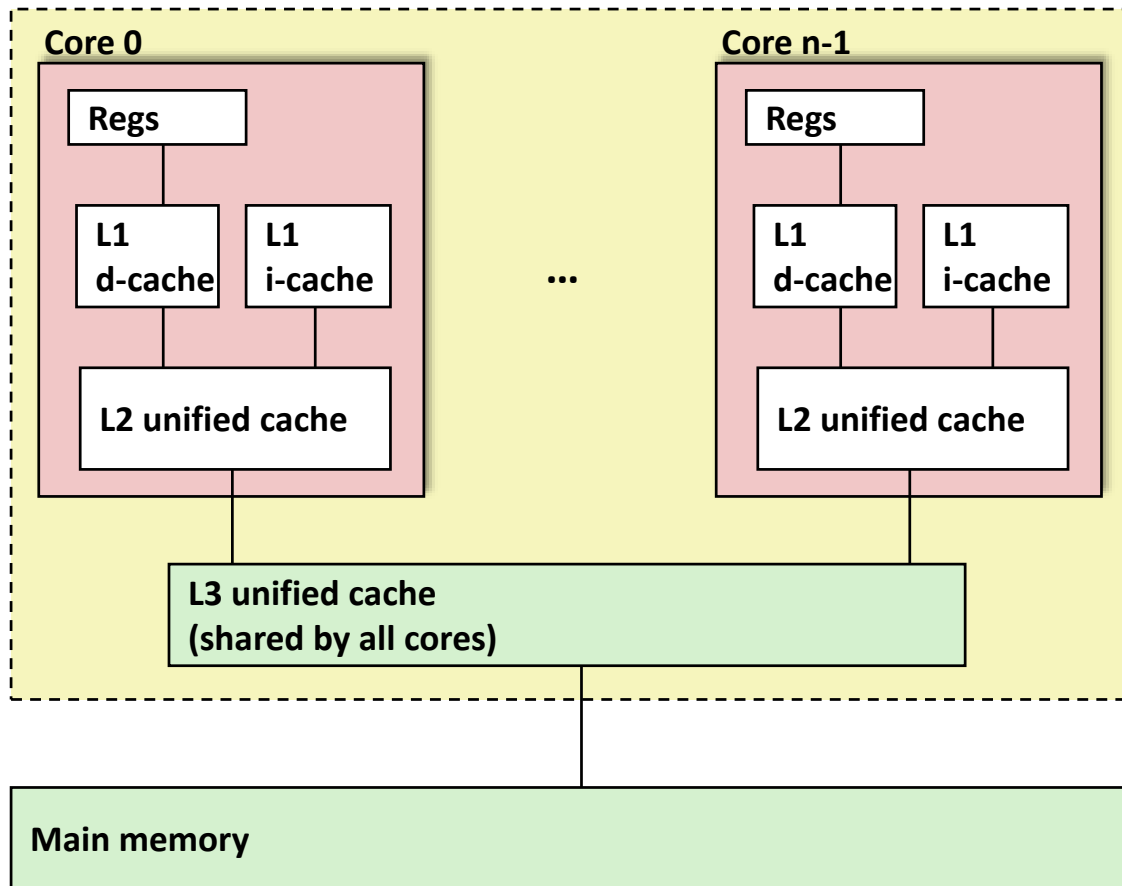 Core 0
Regs
L1
d-cache
L1
i-cache
L2 unified cache
...
Core n-1
Regs
L1
d-cache
L1
i-cache
L2 unified cache
L3 unified cache
(shared by all cores)
Main memory